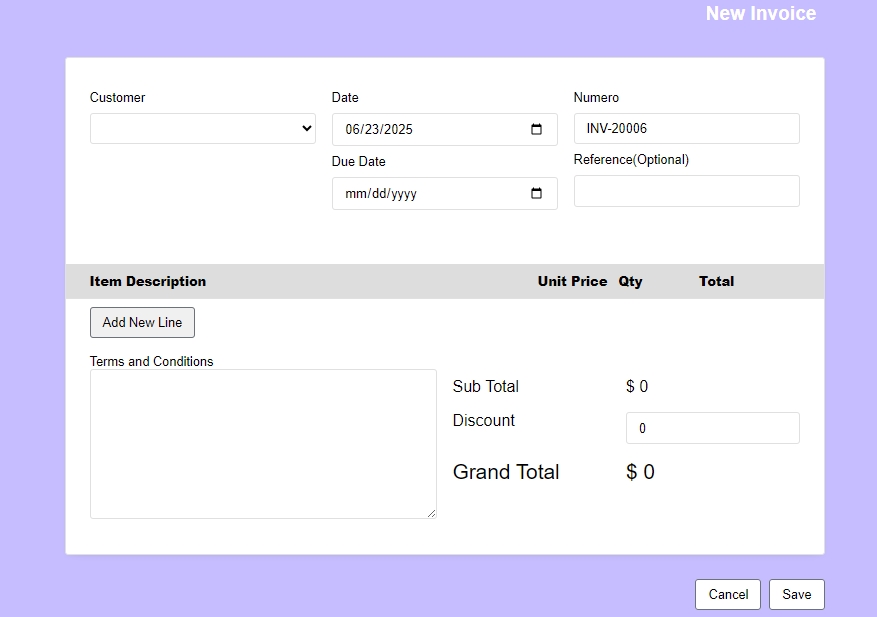 New Invoice
Customer
Date
Numero
06/23/2025
INV-20006
Due Date
Reference(Optional)
mm/dd/yyyy
Item Description Unit Price Qty Total
Add New Line
Terms and Conditions
Sub Total $ 0
Discount 0
Grand Total $ 0
Cancel Save